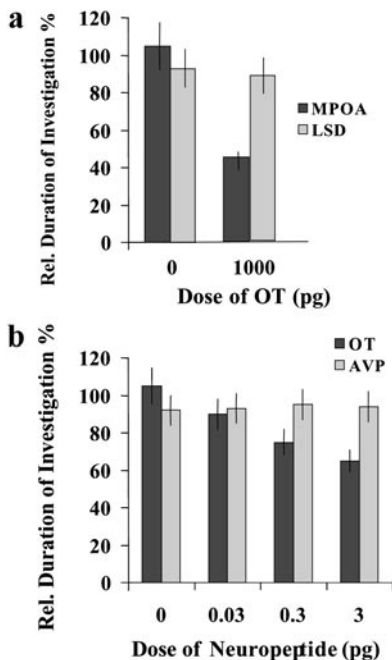 a
Rel. Duration of Investigation %
120
100
80
60
40
20
0
MPOA
LSD
0 1000
Dose of OT (pg)
b
Rel. Duration of Investigation %
120
100
80
60
40
20
0
OT
AVP
0 0.03 0.3 3
Dose of Neuropeptide (pg)